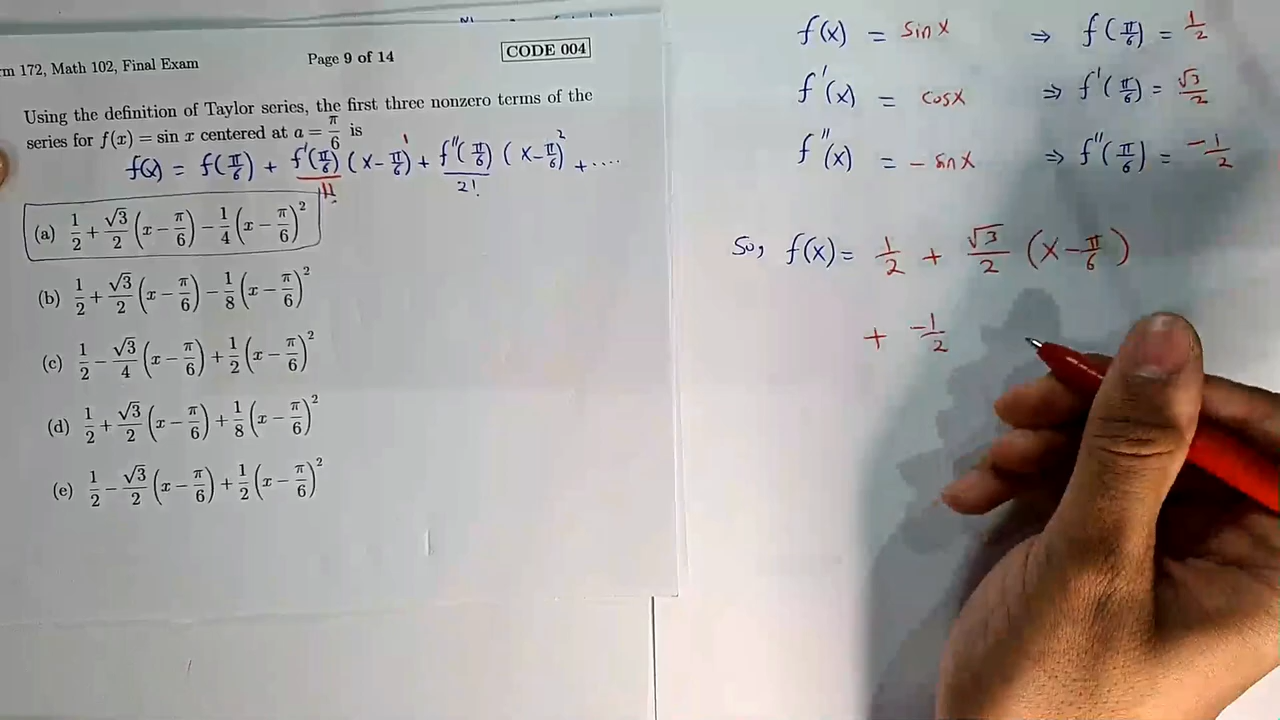 rm 172, Math 102, Final Exam Page 9 of 14 CODE 004
Using the definition of Taylor series, the first three nonzero terms of the
series for f(x) = sin x centered at a = π/6 is
f(x) = f(π/6) + f'(π/6)/1! (x-π/6)^1 + f''(π/6)/2! (x-π/6)^2 + ....
(a) 1/2 + √3/2 (x − π/6) − 1/4 (x − π/6)^2
(b) 1/2 + √3/2 (x − π/6) − 1/8 (x − π/6)^2
(c) 1/2 − √3/4 (x − π/6) + 1/2 (x − π/6)^2
(d) 1/2 + √3/2 (x − π/6) + 1/8 (x − π/6)^2
(e) 1/2 − √3/2 (x − π/6) + 1/2 (x − π/6)^2
f(x) = sinx ⇒ f(π/6) = 1/2
f'(x) = cosx ⇒ f'(π/6) = √3/2
f''(x) = - sinx ⇒ f''(π/6) = -1/2
So, f(x) = 1/2 + √3/2 (x-π/6)
+ -1/2